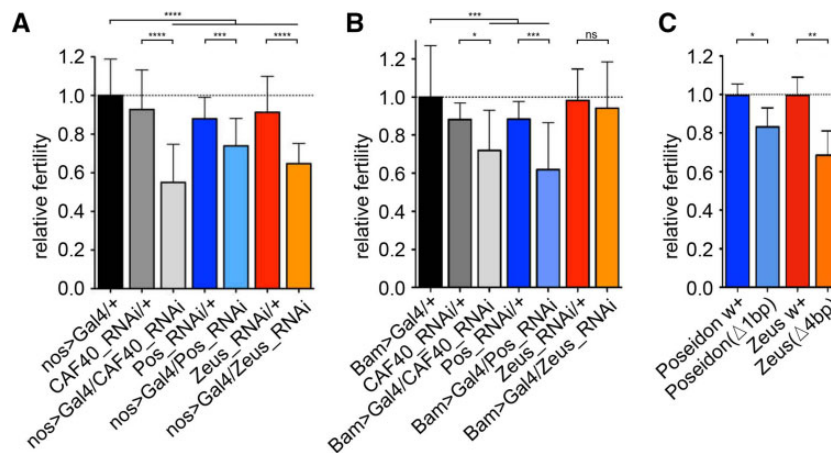 A
B
C
****
****
***
****
1.2
1.0
0.8
0.6
0.4
0.2
0.0
relative fertility
nos>Gal4/+
CAF40_RNAi/+
nos>Gal4/CAF40_RNAi
Pos_RNAi/+
nos>Gal4/Pos_RNAi
Zeus_RNAi/+
nos>Gal4/Zeus_RNAi
***
*
***
ns
1.2
1.0
0.8
0.6
0.4
0.2
0.0
relative fertility
Bam>Gal4/+
CAF40_RNAi/+
Bam>Gal4/CAF40_RNAi
Pos_RNAi/+
Bam>Gal4/Pos_RNAi
Zeus_RNAi/+
Bam>Gal4/Zeus_RNAi
*
**
1.2
1.0
0.8
0.6
0.4
0.2
0.0
relative fertility
Poseidon w+
Poseidon(Δ1bp)
Zeus w+
Zeus(Δ4bp)